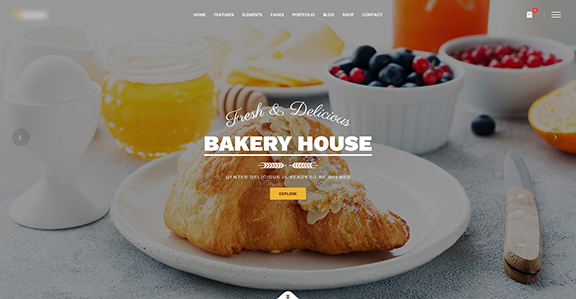 HOME FEATURES ELEMENTS PAGES PORTFOLIO BLOG SHOP CONTACT
Fresh & Delicious
BAKERY HOUSE
GENTER DELICIOUS IS READY TO BE OPENED
EXPLORE